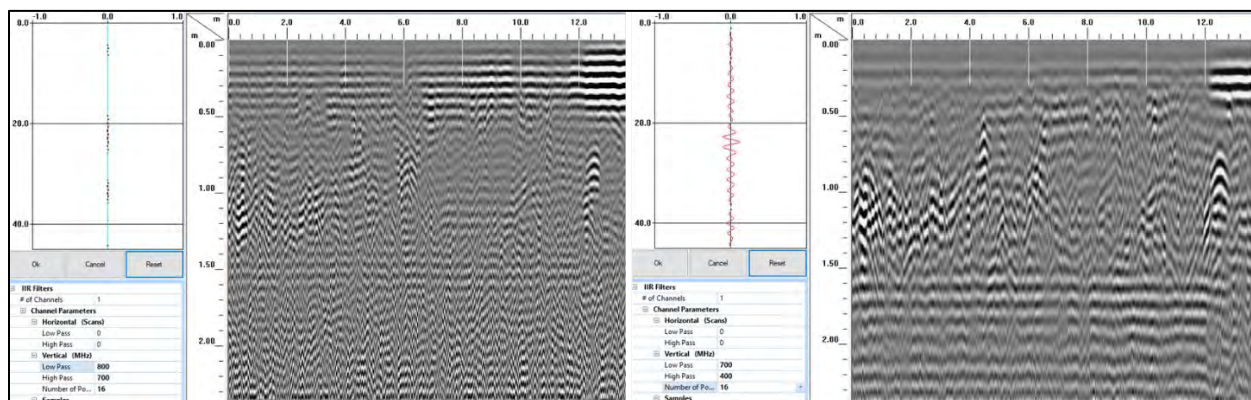 m
-1.0 0.0 1.0
0.0
20.0
40.0
Ok Cancel Reset
IIR Filters
# of Channels 1
Channel Parameters
Horizontal (Scans)
Low Pass 0
High Pass 0
Vertical (MHz)
Low Pass 800
High Pass 700
Number of Po... 16
m
0.0 2.0 4.0 6.0 8.0 10.0 12.0
m
0.00
0.50
1.00
1.50
2.00
-1.0 0.0 1.0
0.0
20.0
40.0
Ok Cancel Reset
IIR Filters
# of Channels 1
Channel Parameters
Horizontal (Scans)
Low Pass 0
High Pass 0
Vertical (MHz)
Low Pass 700
High Pass 400
Number of Po... 16
m
0.0 2.0 4.0 6.0 8.0 10.0 12.0
m
0.00
0.50
1.00
1.50
2.00